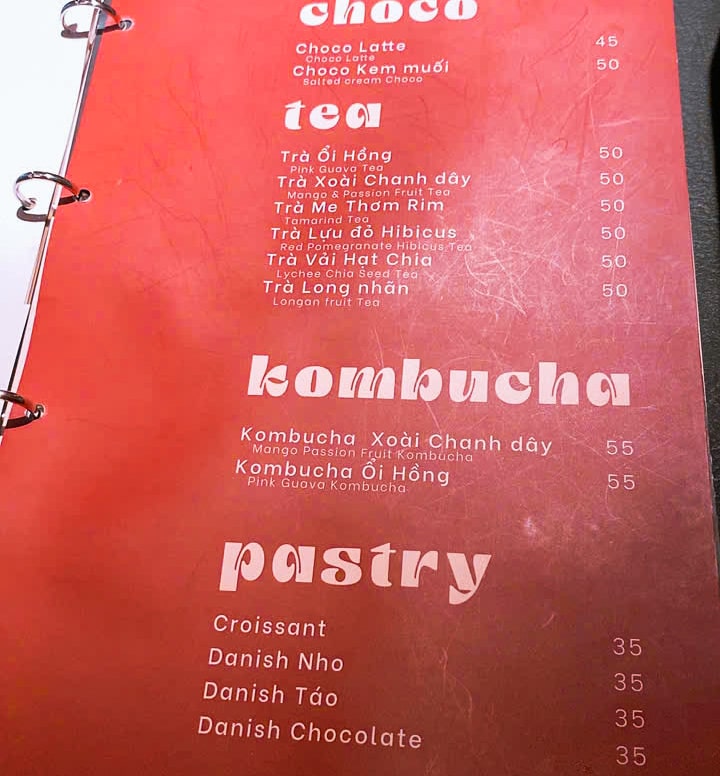 choco
Choco Latte 45
Choco Latte
Choco Kem muối 50
Salted cream Choco
tea
Trà Ổi Hồng 50
Pink Guava Tea
Trà Xoài Chanh dây 50
Mango & Passion Fruit Tea
Trà Me Thơm Rim 50
Tamarind Tea
Trà Lựu đỏ Hibicus 50
Red Pomegranate Hibicus Tea
Trà Vải Hạt Chia 50
Lychee Chia Seed Tea
Trà Long nhãn 50
Longan fruit Tea
kombucha
Kombucha Xoài Chanh dây 55
Mango Passion Fruit Kombucha
Kombucha Ổi Hồng 55
Pink Guava Kombucha
pastry
Croissant 35
Danish Nho 35
Danish Táo 35
Danish Chocolate 35